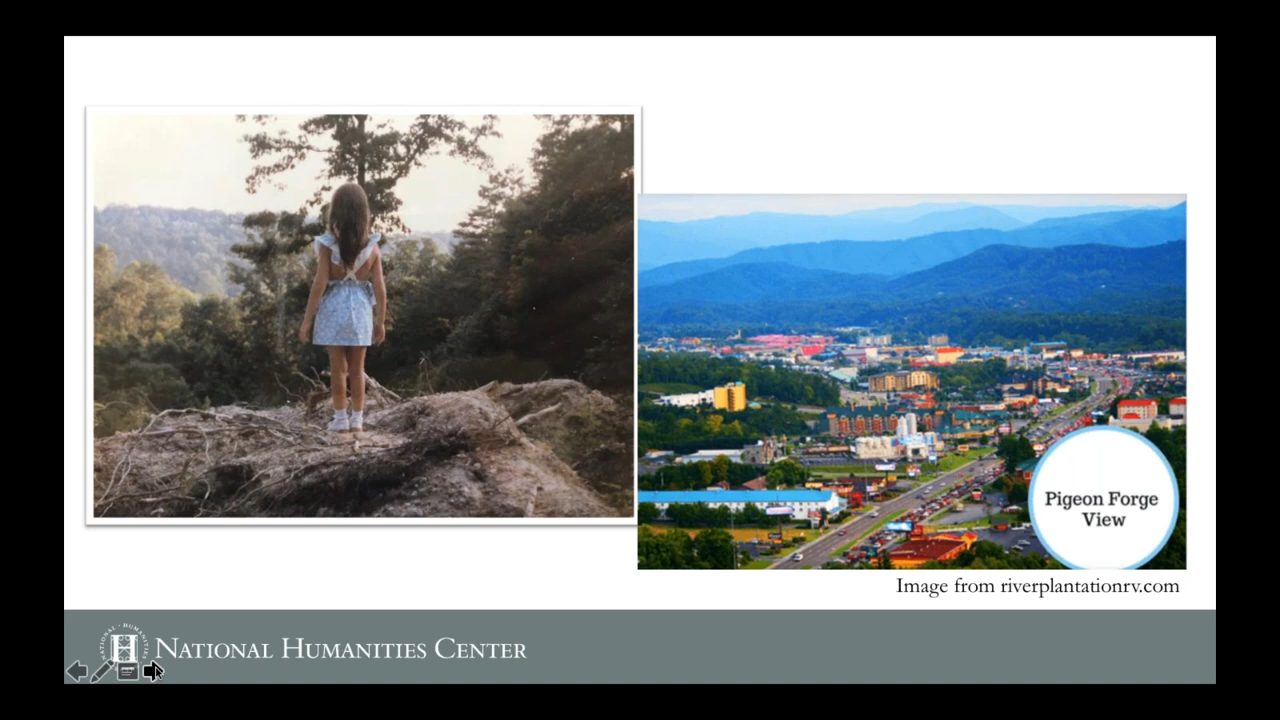 Pigeon Forge
View
Image from riverplantationrv.com
NATIONAL HUMANITIES CENTER